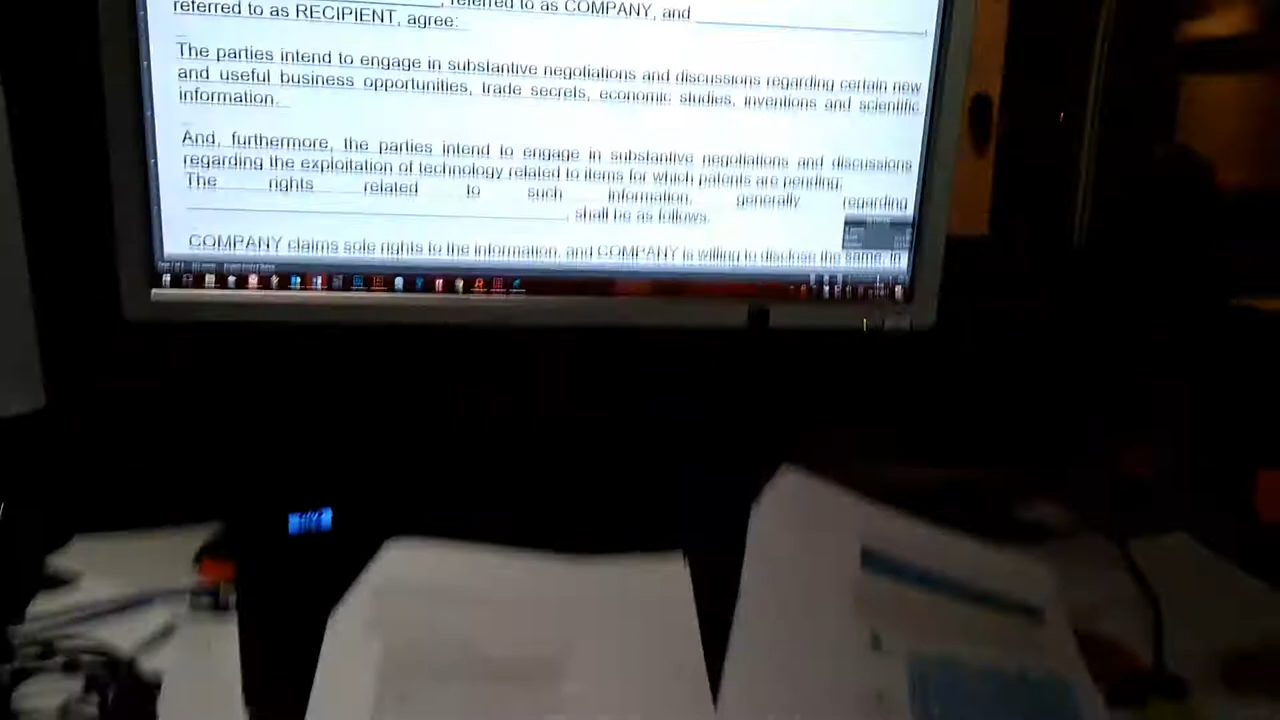 , referred to as COMPANY, and
referred to as RECIPIENT, agree:
The parties intend to engage in substantive negotiations and discussions regarding certain new
and useful business opportunities, trade secrets, economic studies, inventions and scientific
information.
And, furthermore, the parties intend to engage in substantive negotiations and discussions
regarding the exploitation of technology related to items for which patents are pending.
The rights related to such information, generally regarding
, shall be as follows.
COMPANY claims sole rights to the information, and COMPANY is willing to disclose the same, in